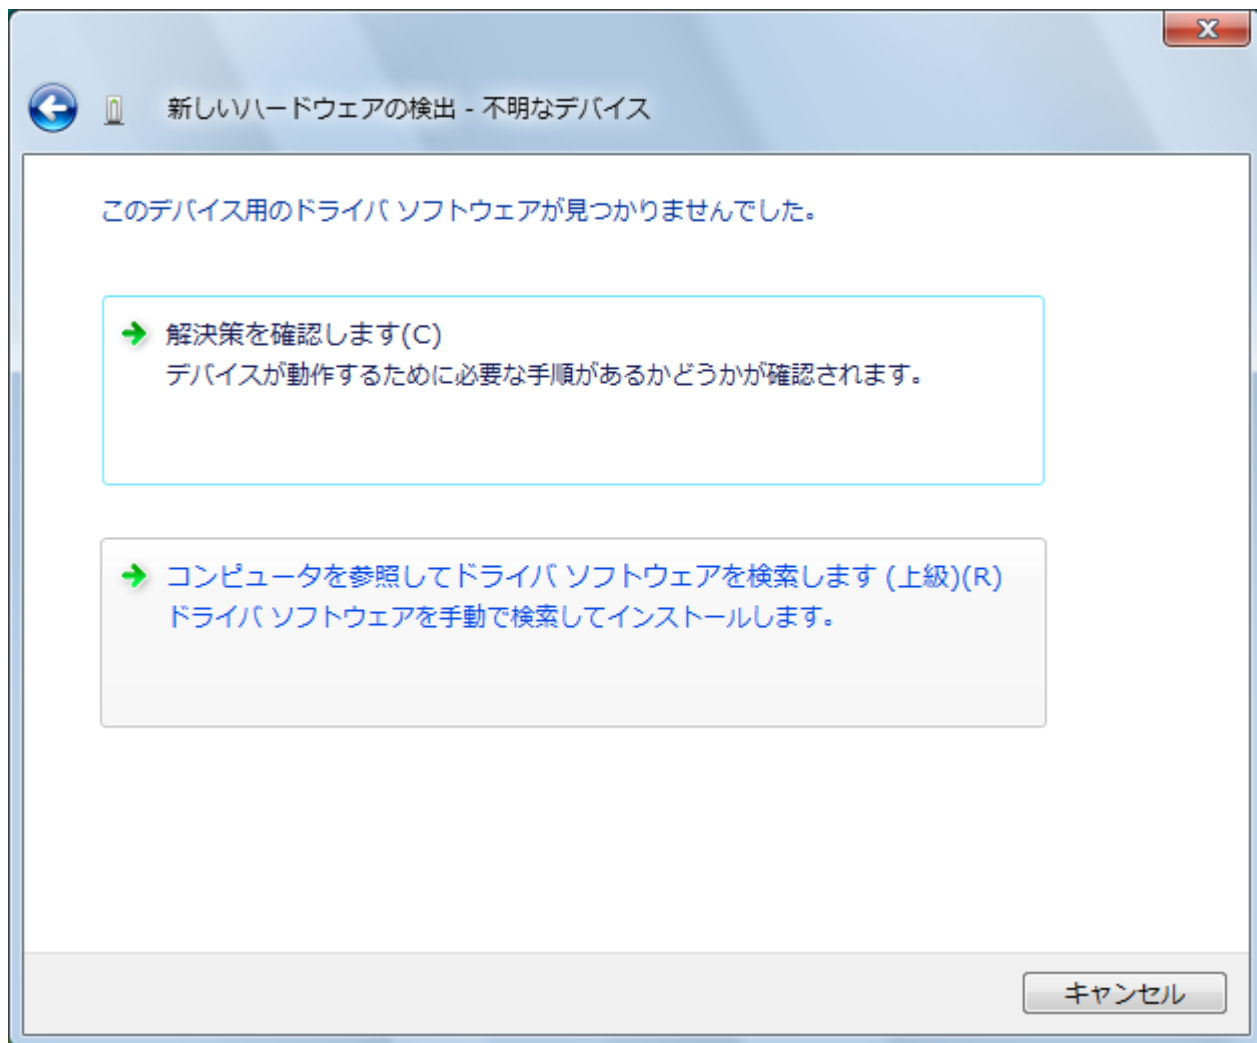 新しいハードウェアの検出 - 不明なデバイス
このデバイス用のドライバ ソフトウェアが見つかりませんでした。
解決策を確認します(C)
デバイスが動作するために必要な手順があるかどうかが確認されます。
コンピュータを参照してドライバ ソフトウェアを検索します (上級)(R)
ドライバ ソフトウェアを手動で検索してインストールします。
キャンセル